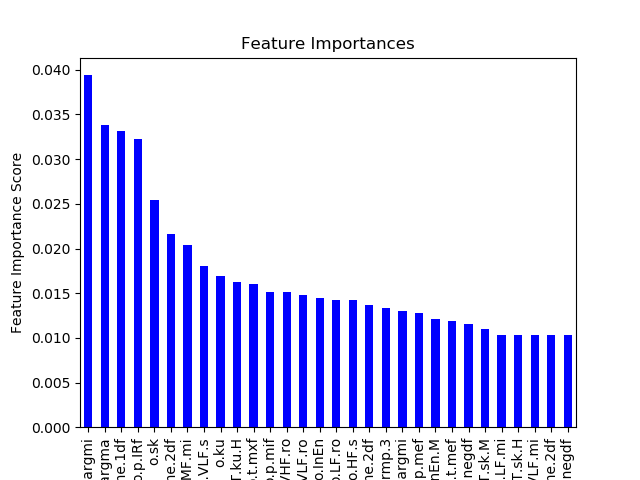 Feature Importances
Feature Importance Score
0.040
0.035
0.030
0.025
0.020
0.015
0.010
0.005
0.000
argmi
argma
ne.1df
o.p.IRf
o.sk
ne.2df
MF.mi
.VLF.s
o.ku
T.ku.H
.t.mxf
o.p.mif
VHF.ro
VLF.ro
o.lnEn
o.LF.ro
o.HF.s
ne.2df
rmp.3
argmi
p.mef
nEn.M
.t.mef
negdf
T.sk.M
.LF.mi
T.sk.H
VLF.mi
ne.2df
negdf